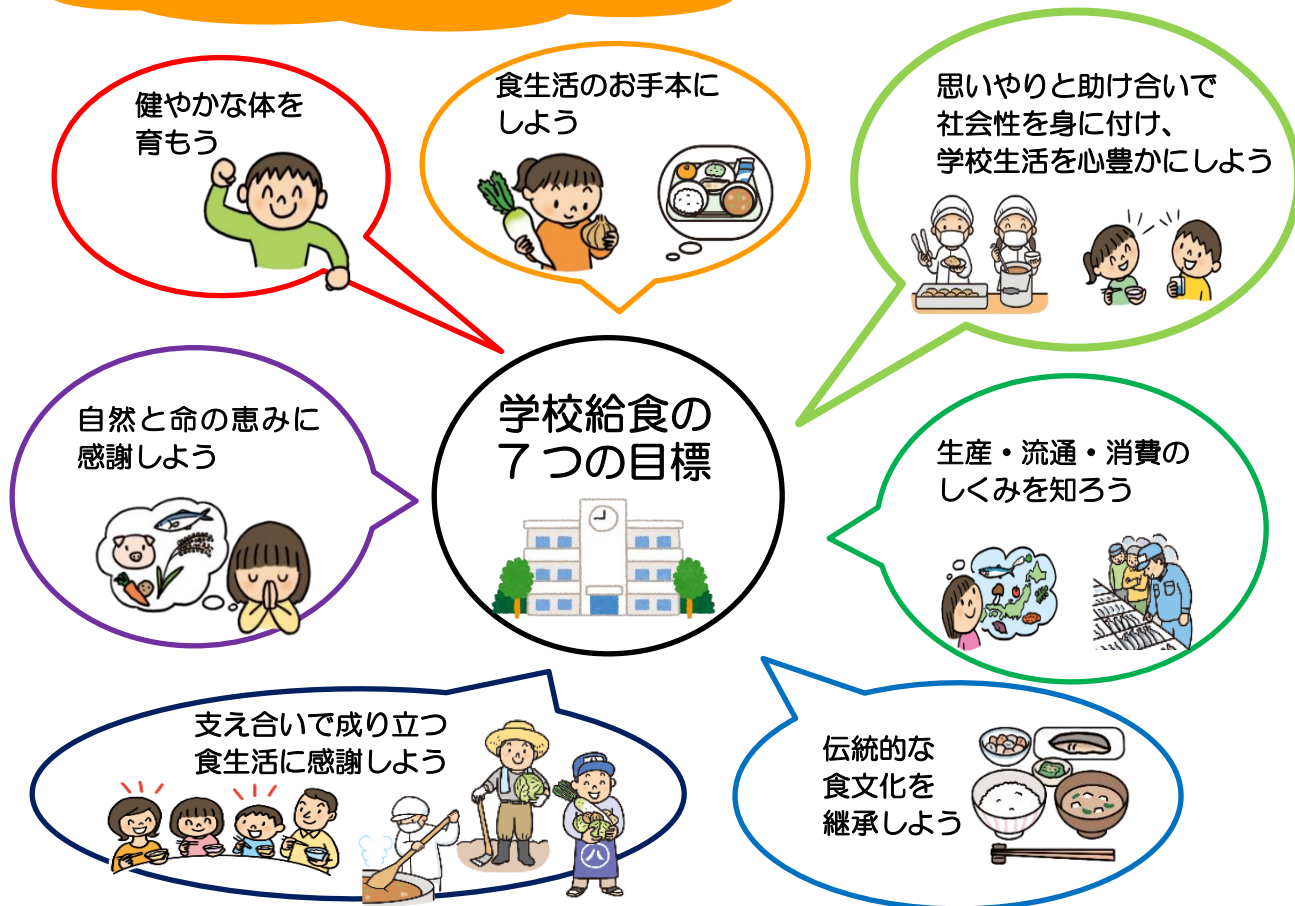 健やかな体を
育もう
食生活のお手本に
しよう
思いやりと助け合いで
社会性を身に付け、
学校生活を心豊かにしよう
自然と命の恵みに
感謝しよう
学校給食の
７つの目標
生産・流通・消費の
しくみを知ろう
支え合いで成り立つ
食生活に感謝しよう
八
伝統的な
食文化を
継承しよう